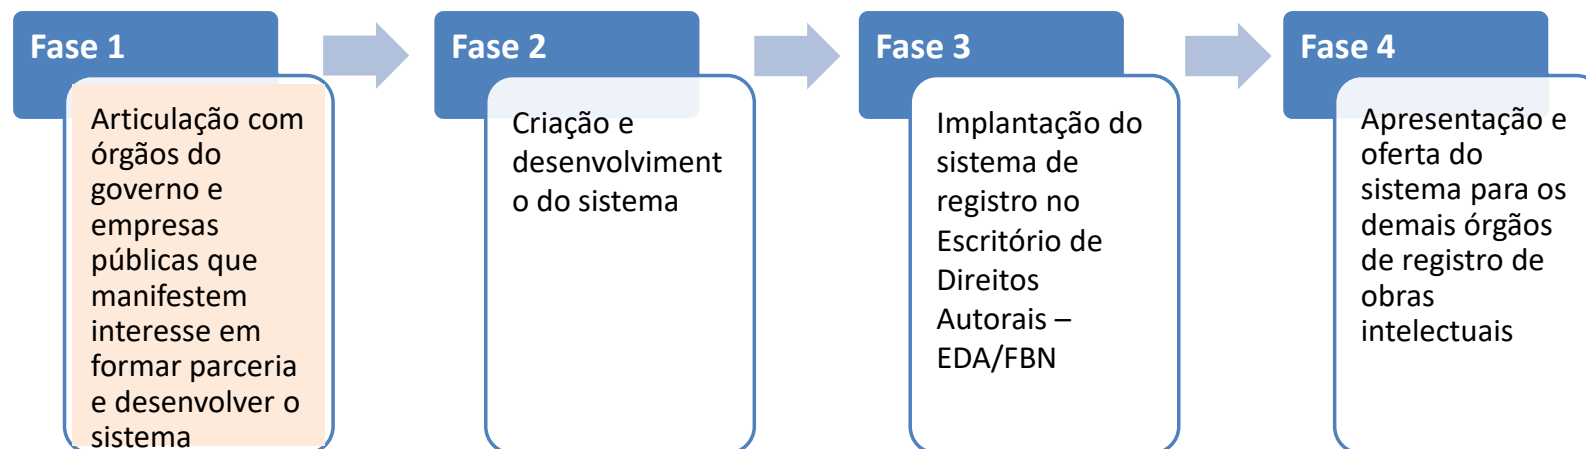 Fase 1
Articulação com
órgãos do
governo e
empresas
públicas que
manifestem
interesse em
formar parceria
e desenvolver o
sistema
Fase 2
Criação e
desenvolviment
o do sistema
Fase 3
Implantação do
sistema de
registro no
Escritório de
Direitos
Autorais –
EDA/FBN
Fase 4
Apresentação e
oferta do
sistema para os
demais órgãos
de registro de
obras
intelectuais